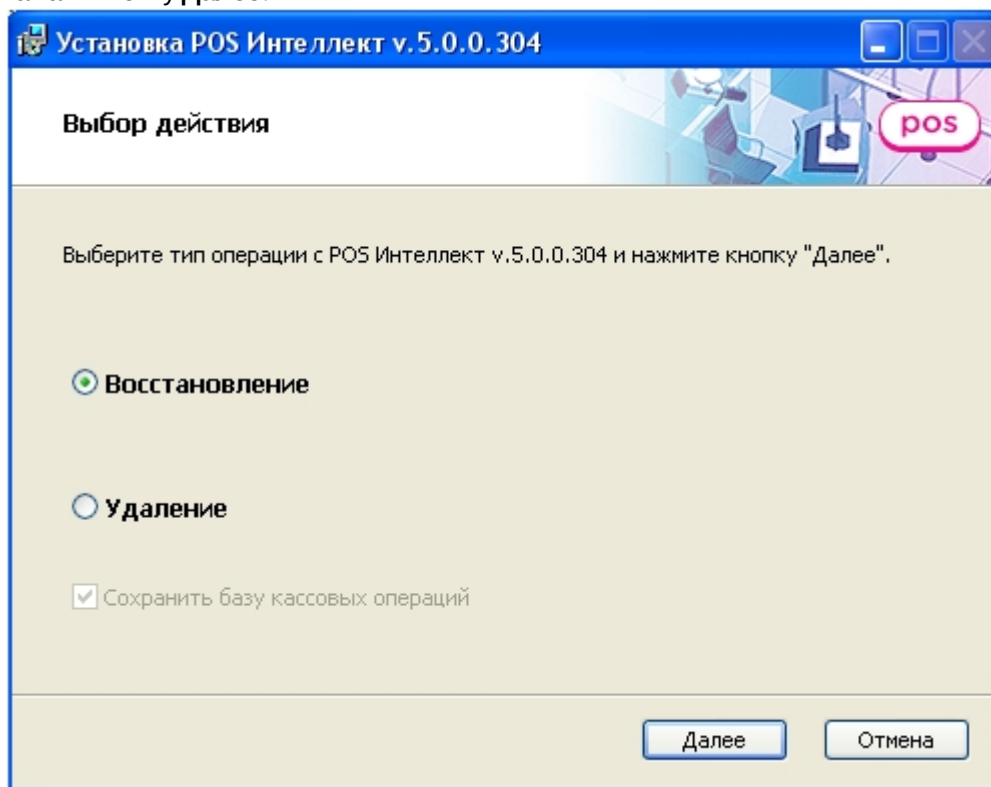 Установка POS Интеллект v.5.0.0.304
Выбор действия
pos
Выберите тип операции с POS Интеллект v.5.0.0.304 и нажмите кнопку "Далее".
Восстановление
Удаление
Сохранить базу кассовых операций
Далее
Отмена